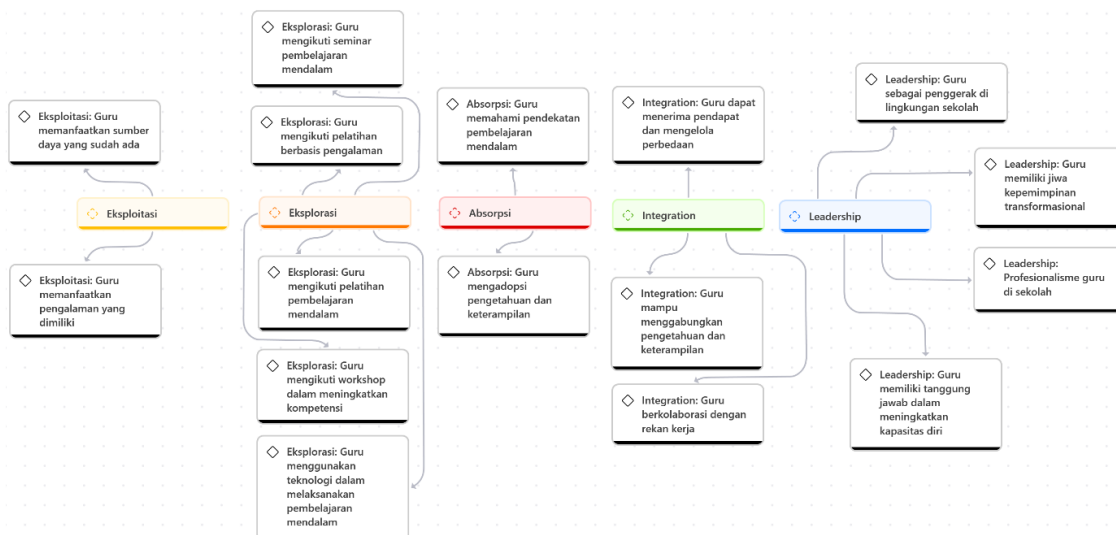 Eksplorasi: Guru
mengikuti seminar
pembelajaran
mendalam
Leadership: Guru
sebagai penggerak di
lingkungan sekolah
Eksploitasi: Guru
memanfaatkan sumber
daya yang sudah ada
Eksplorasi: Guru
mengikuti pelatihan
berbasis pengalaman
Absorpsi: Guru
memahami pendekatan
pembelajaran
mendalam
Integration: Guru dapat
menerima pendapat
dan mengelola
perbedaan
Leadership: Guru
memiliki jiwa
kepemimpinan
transformasional
Eksploitasi
Eksplorasi
Absorpsi
Integration
Leadership
Eksploitasi: Guru
memanfaatkan
pengalaman yang
dimiliki
Eksplorasi: Guru
mengikuti pelatihan
pembelajaran
mendalam
Absorpsi: Guru
mengadopsi
pengetahuan dan
keterampilan
Integration: Guru
mampu
menggabungkan
pengetahuan dan
keterampilan
Leadership:
Profesionalisme guru
di sekolah
Eksplorasi: Guru
mengikuti workshop
dalam meningkatkan
kompetensi
Integration: Guru
berkolaborasi dengan
rekan kerja
Leadership: Guru
memiliki tanggung
jawab dalam
meningkatkan
kapasitas diri
Eksplorasi: Guru
menggunakan
teknologi dalam
melaksanakan
pembelajaran
mendalam